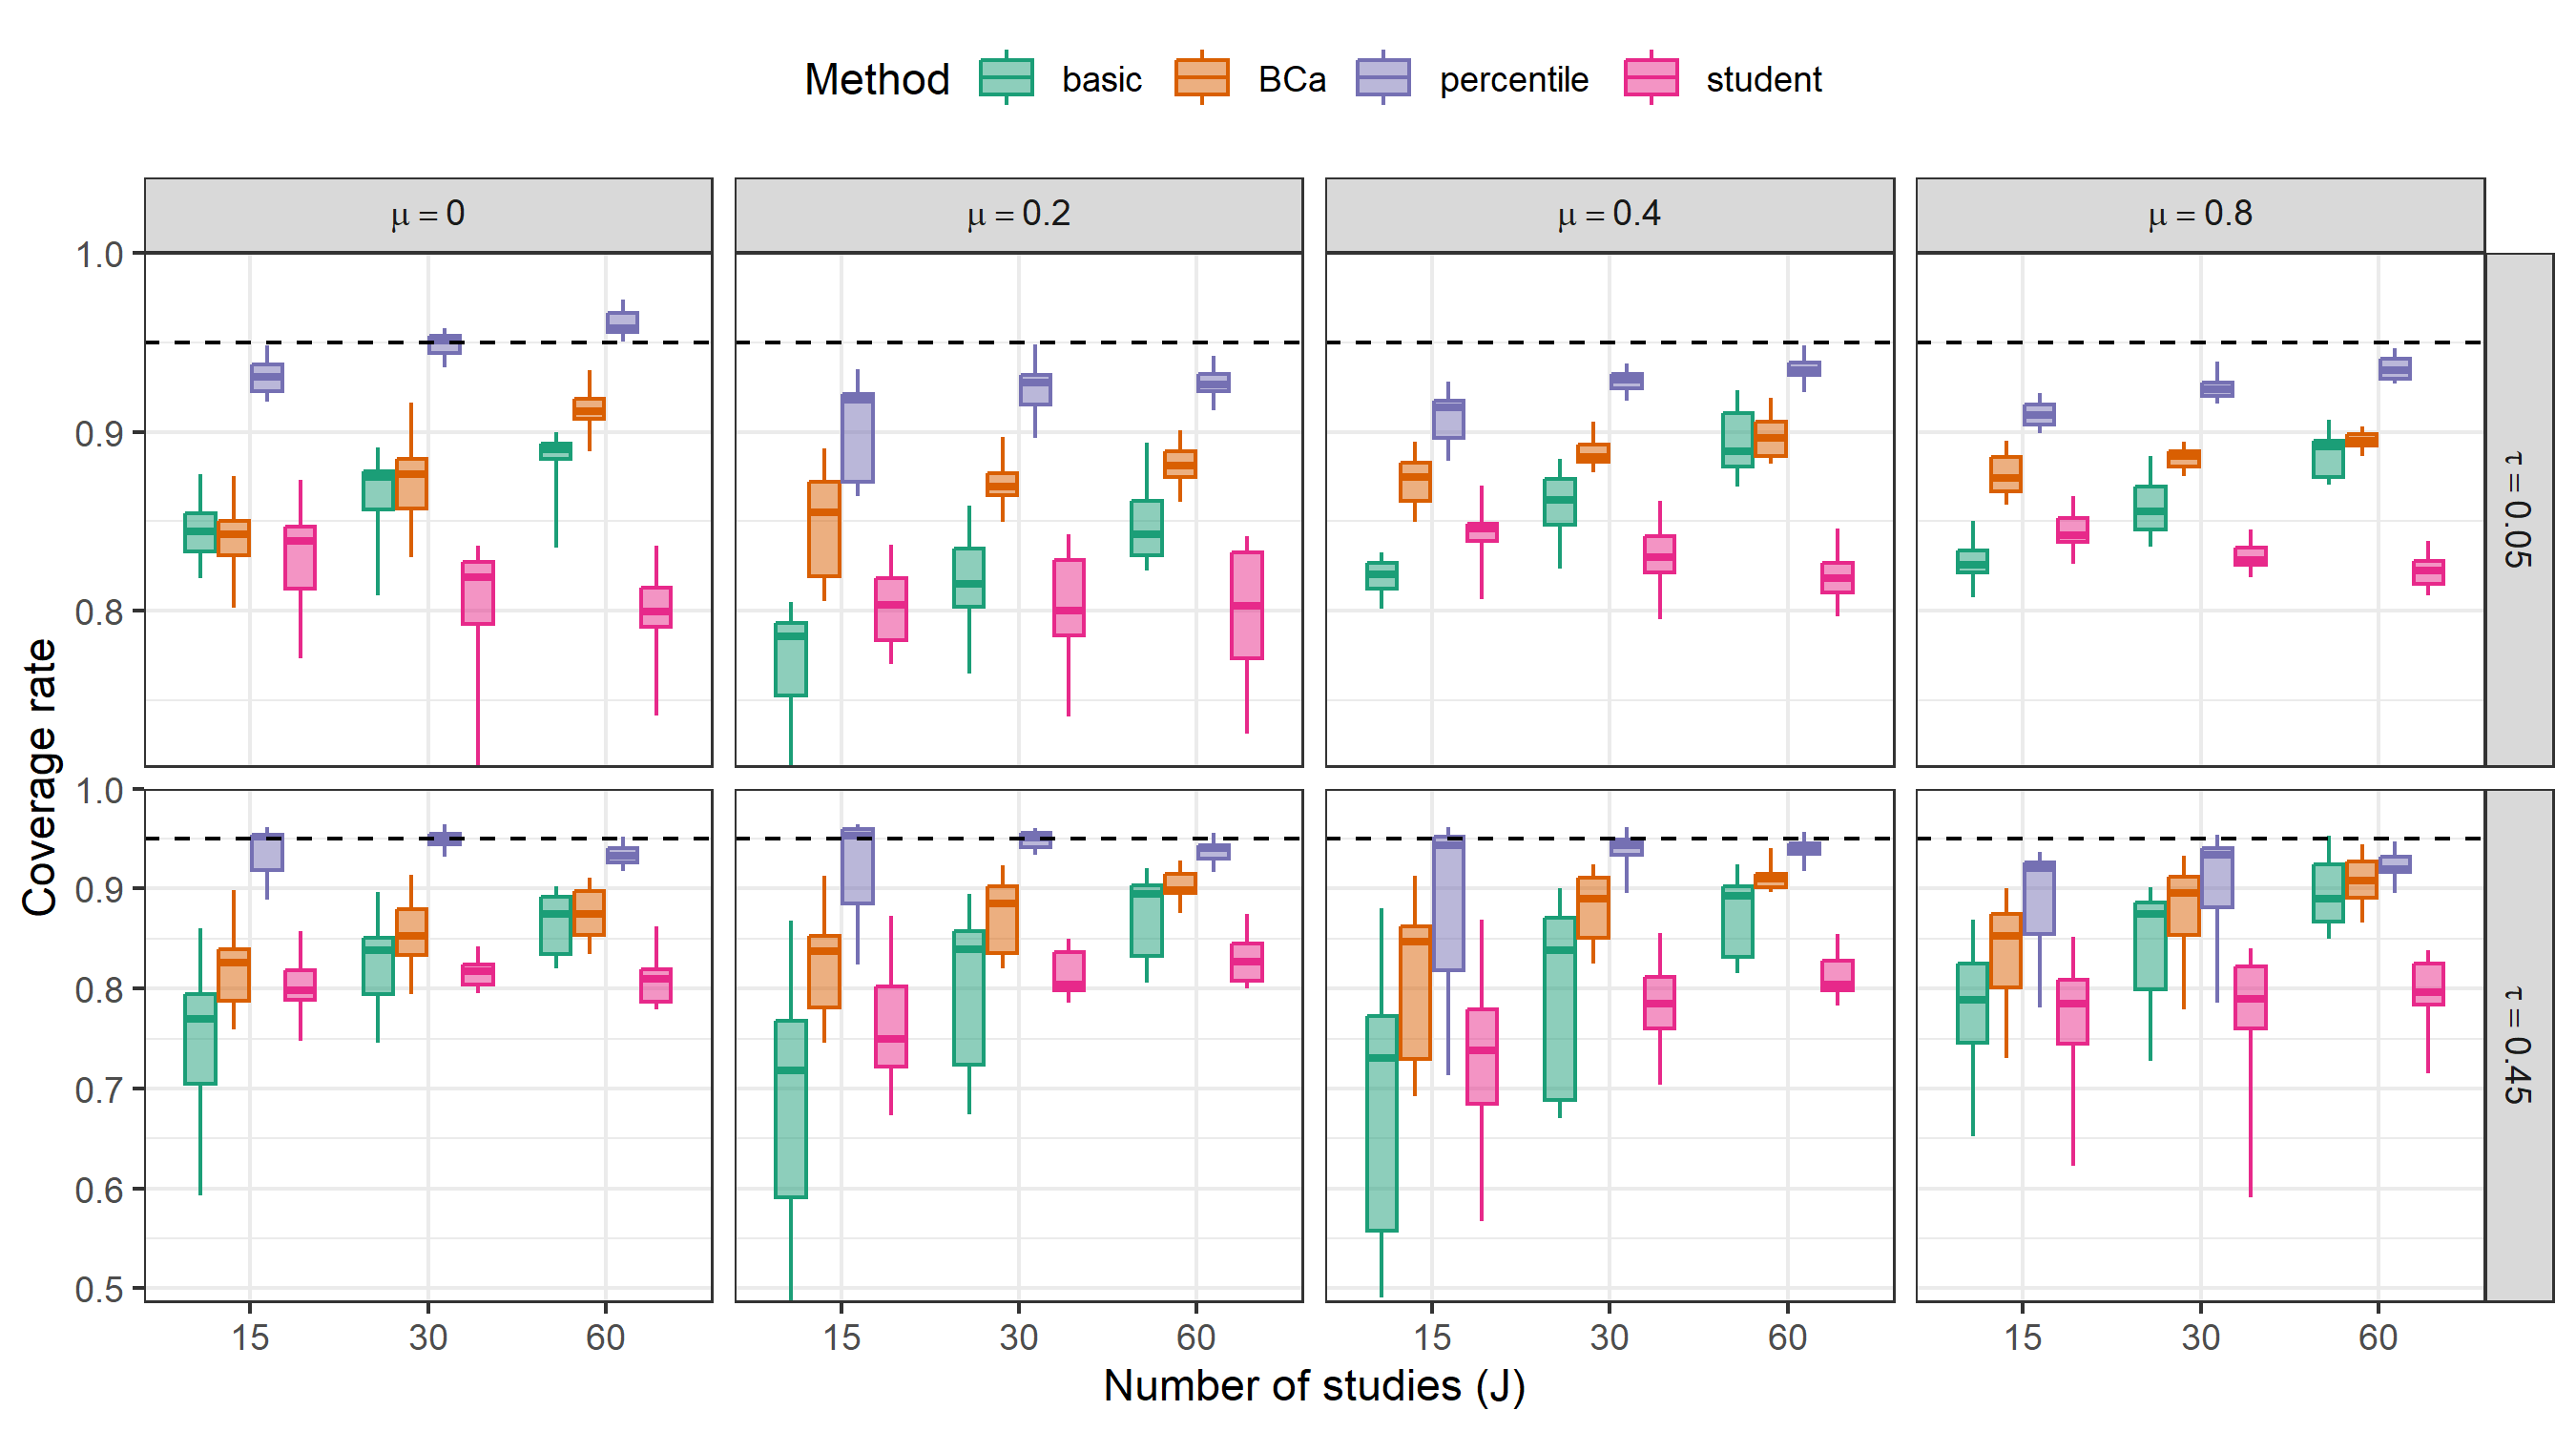 Method basic BCa percentile student
μ = 0 μ = 0.2 μ = 0.4 μ = 0.8
1.0
0.9
0.8
τ = 0.05
Coverage rate
1.0
0.9
0.8
0.7
0.6
0.5
τ = 0.45
15 30 60 15 30 60 15 30 60 15 30 60
Number of studies (J)